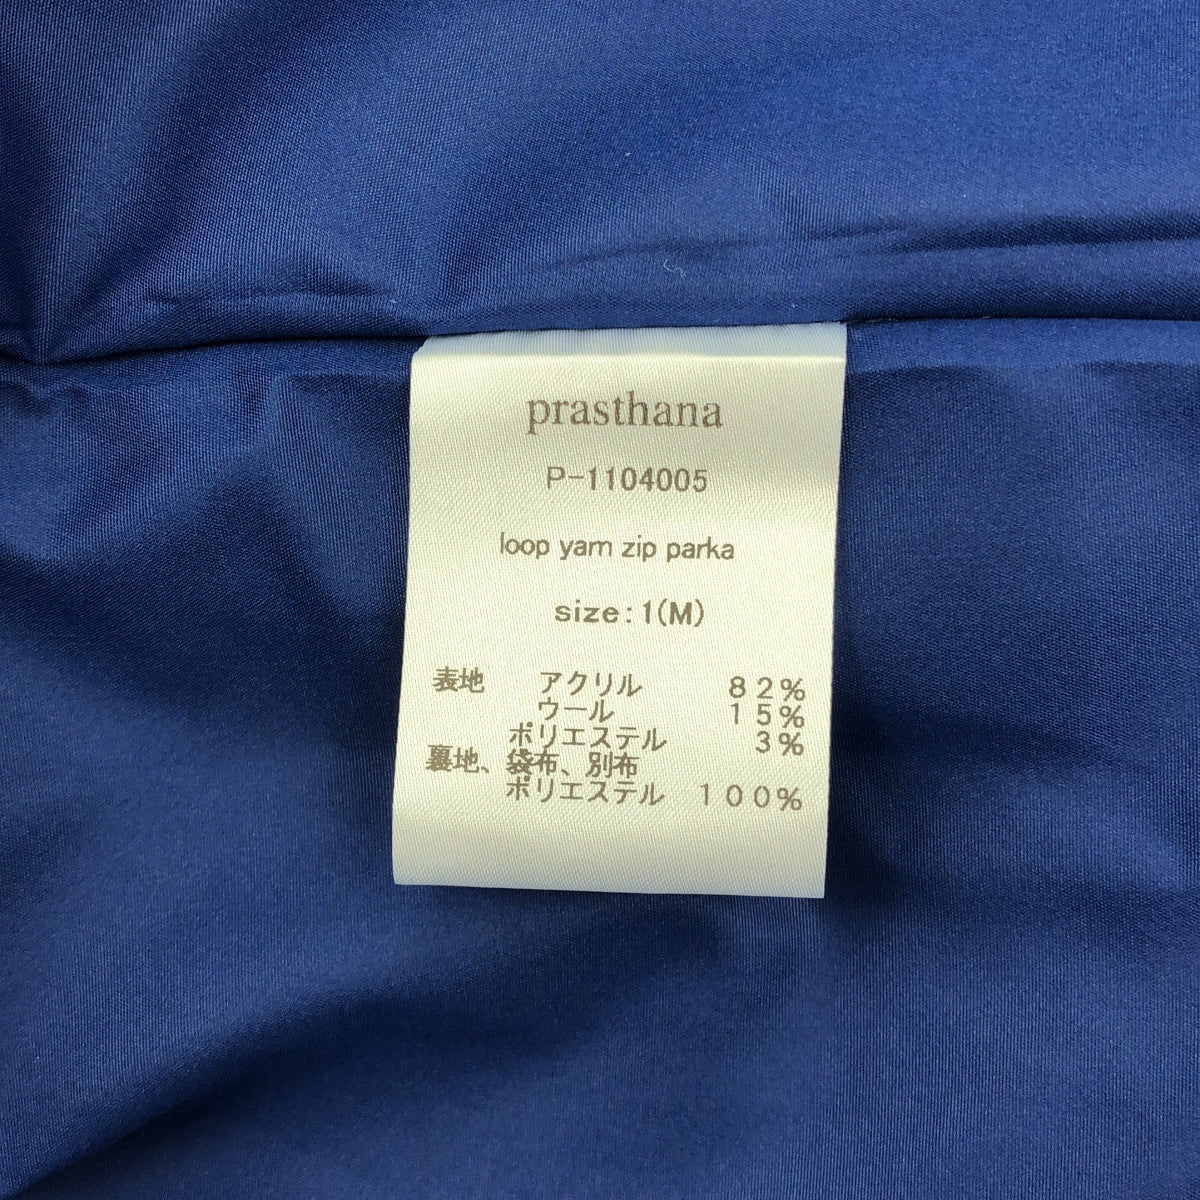 prasthana
P-1104005
loop yarn zip parka
size:1(M)
表地 アクリル 82%
ウール 15%
ポリエステル 3%
裏地、袋布、別布
ポリエステル 100%